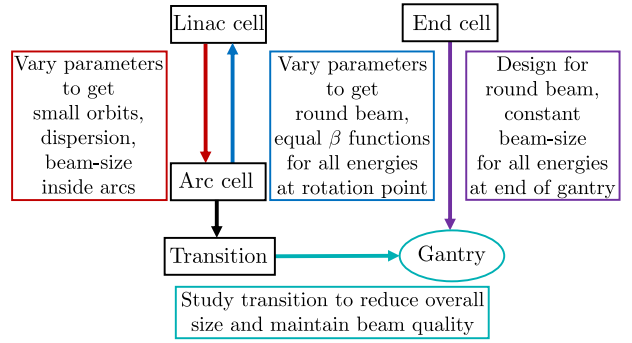 Linac cell
End cell
Vary parameters
to get
small orbits,
dispersion,
beam-size
inside arcs
Vary parameters
to get
round beam,
equal β functions
for all energies
at rotation point
Design for
round beam,
constant
beam-size
for all energies
at end of gantry
Arc cell
Transition
Gantry
Study transition to reduce overall
size and maintain beam quality